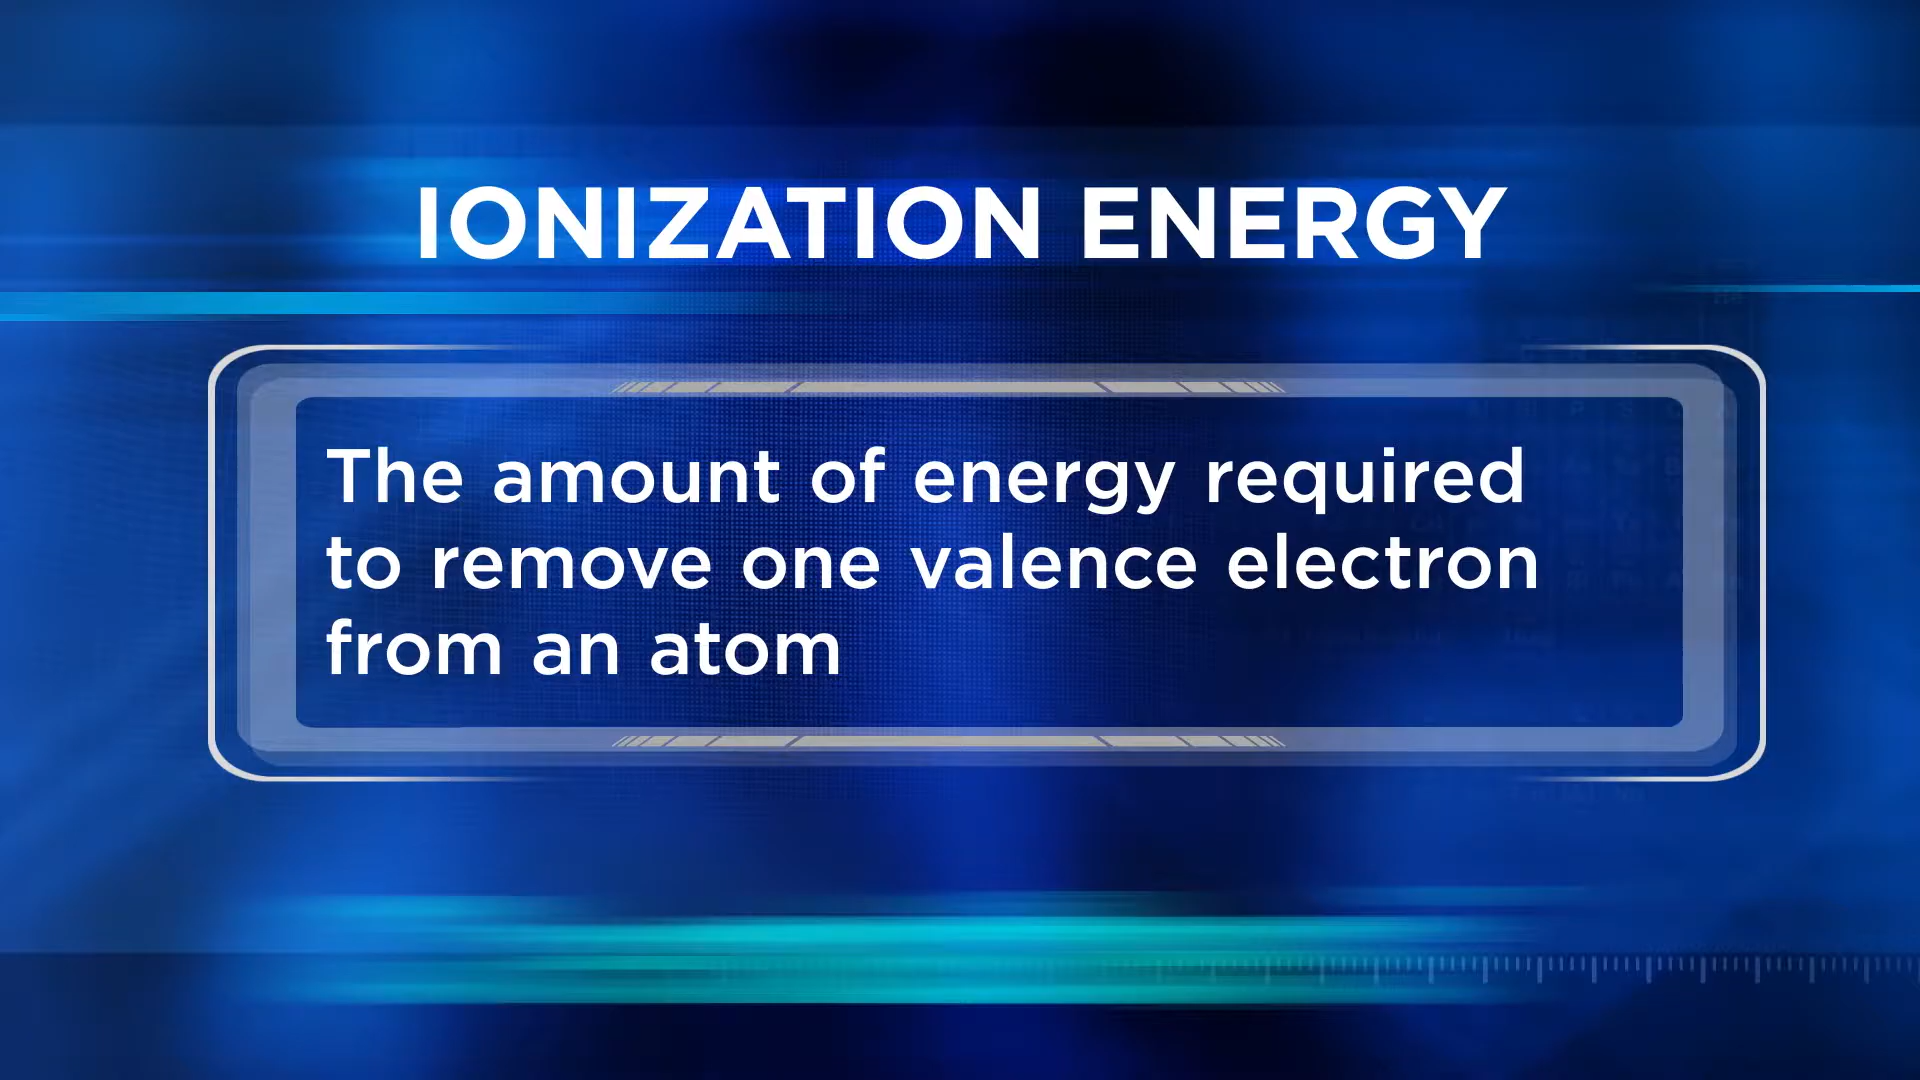 IONIZATION ENERGY
The amount of energy required
to remove one valence electron
from an atom